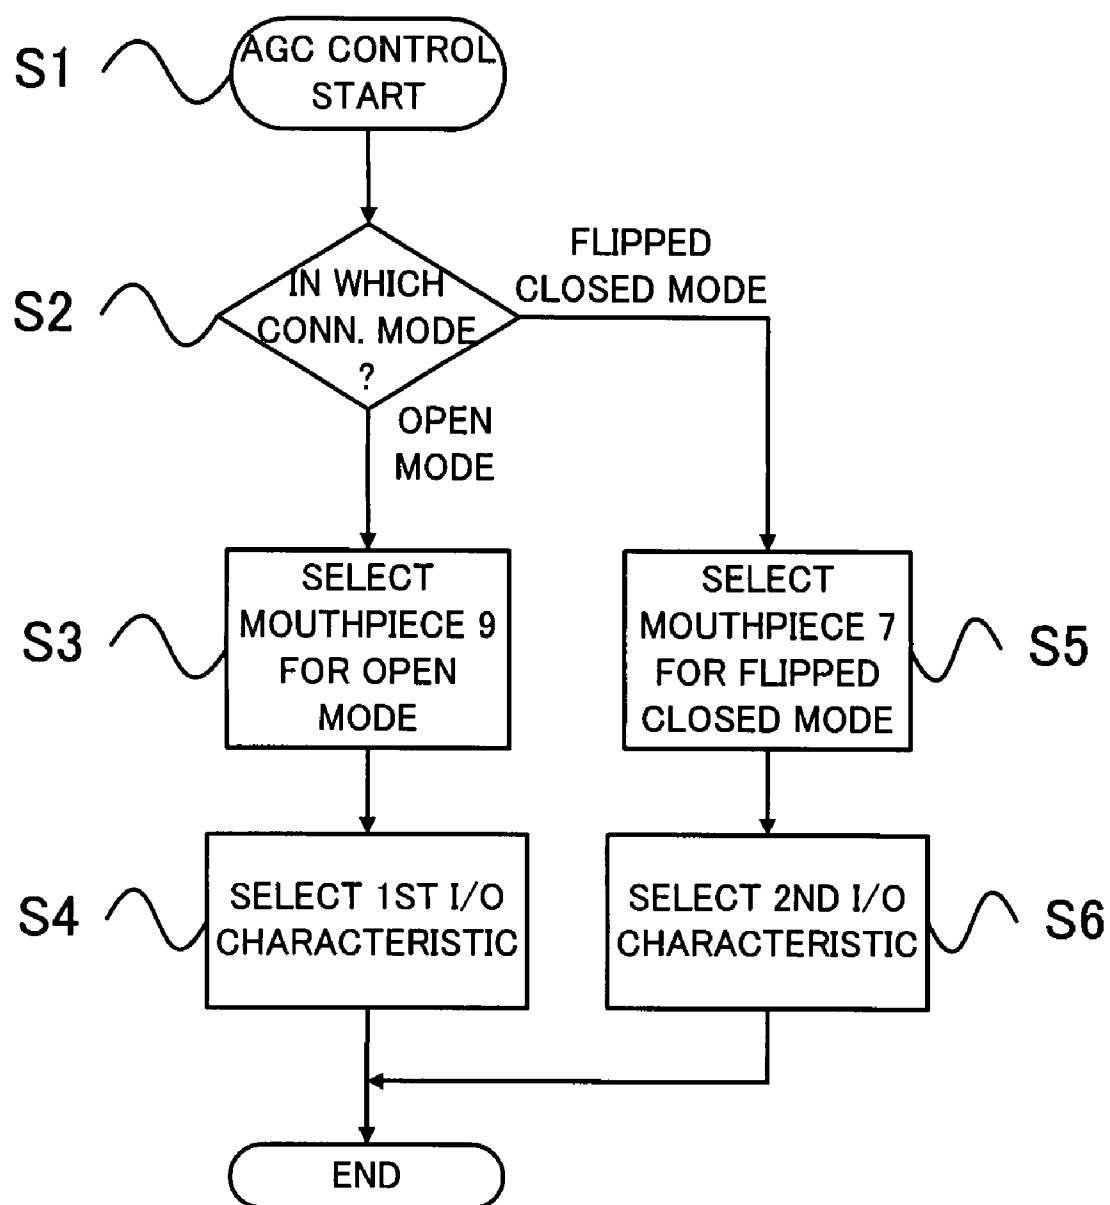 S1
AGC CONTROL
START
S2
IN WHICH
CONN. MODE
?
FLIPPED
CLOSED MODE
OPEN
MODE
S3
SELECT
MOUTHPIECE 9
FOR OPEN
MODE
SELECT
MOUTHPIECE 7
FOR FLIPPED
CLOSED MODE
S5
S4
SELECT 1ST I/O
CHARACTERISTIC
SELECT 2ND I/O
CHARACTERISTIC
S6
END